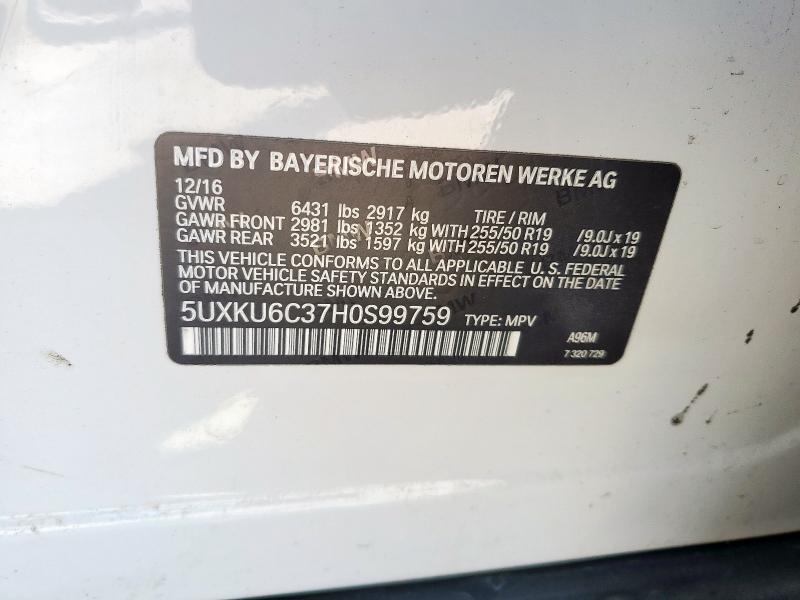 MFD BY BAYERISCHE MOTOREN WERKE AG
12/16
GVWR 6431 lbs 2917 kg TIRE / RIM
GAWR FRONT 2981 lbs 1352 kg WITH 255/50 R19 /9.0J x 19
GAWR REAR 3521 lbs 1597 kg WITH 255/50 R19 /9.0J x 19
THIS VEHICLE CONFORMS TO ALL APPLICABLE U. S. FEDERAL
MOTOR VEHICLE SAFETY STANDARDS IN EFFECT ON THE DATE
OF MANUFACTURE SHOWN ABOVE.
5UXKU6C37H0S99759 TYPE: MPV
A96M
7 320 729